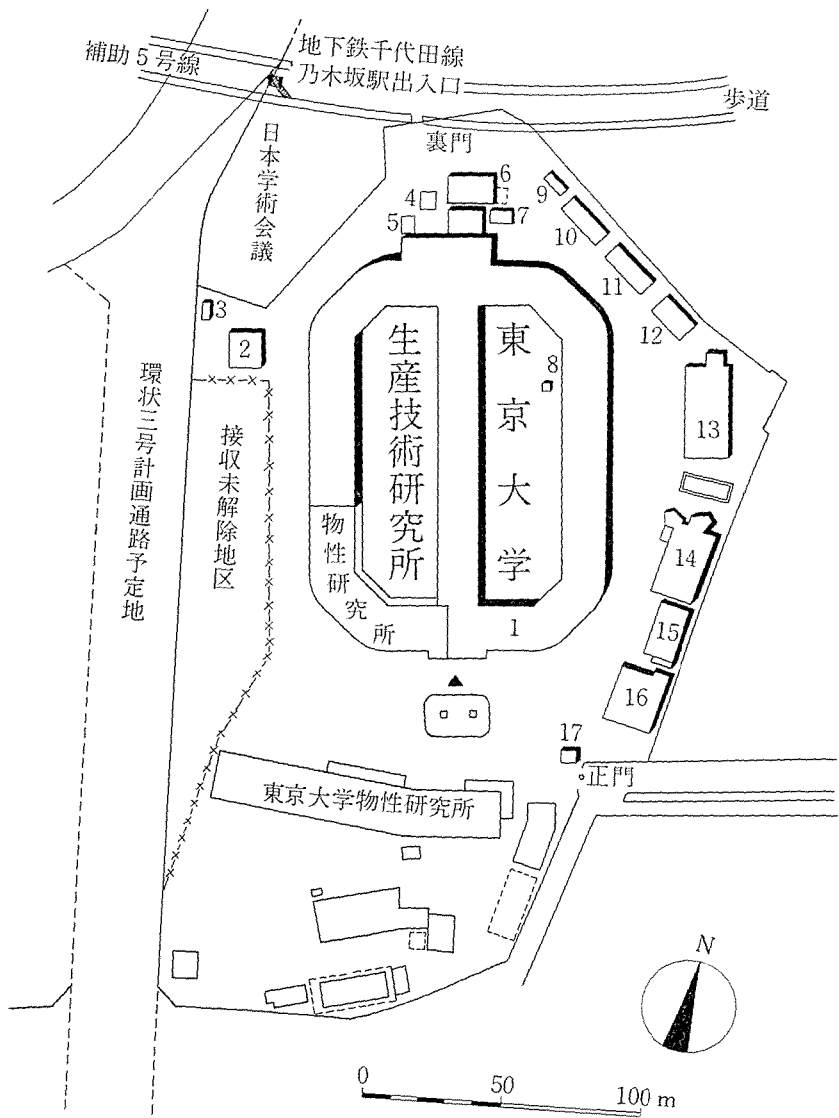 補助5号線
地下鉄千代田線
乃木坂駅出入口
歩道
裏門
日本学術会議
6
4
5
7
9
10
11
12
3
2
8
13
東京大学
生産技術研究所
物性研究所
1
環状三号計画通路予定地
接収未解除地区
14
15
16
17
正門
東京大学物性研究所
N
0
50
100 m